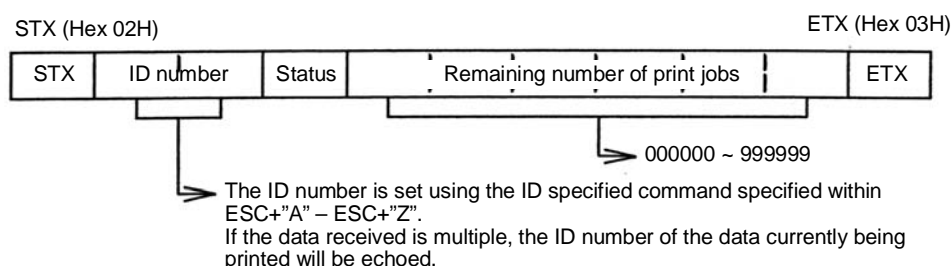 STX (Hex 02H) ETX (Hex 03H)
STX ID number Status Remaining number of print jobs ETX
000000 ~ 999999
The ID number is set using the ID specified command specified within
ESC+”A” – ESC+”Z”.
If the data received is multiple, the ID number of the data currently being
printed will be echoed.